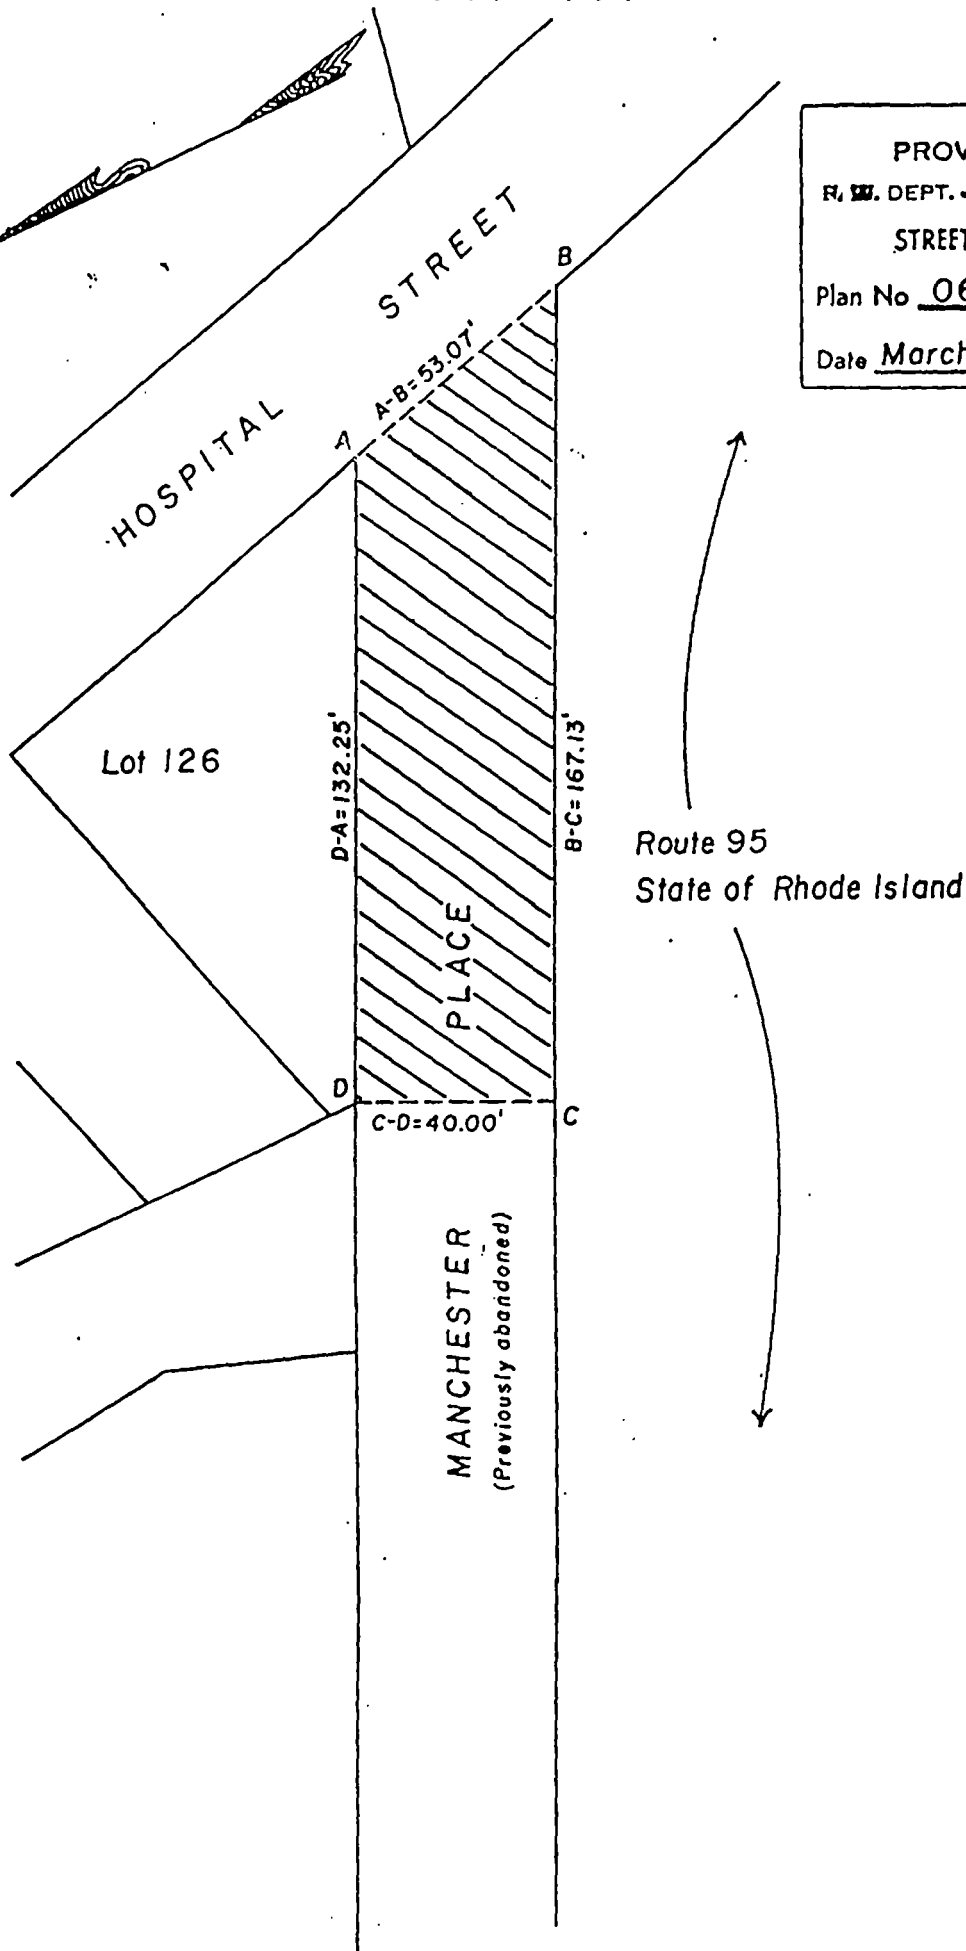 PROV
P. W. DEPT.
STREET
Plan No 06
Date March
HOSPITAL STREET
A
B
A-B=53.07'
Lot 126
D-A=132.25'
B-C=167.13'
Route 95
State of Rhode Island
PLACE
D
C
C-D=40.00'
MANCHESTER
(Previously abandoned)